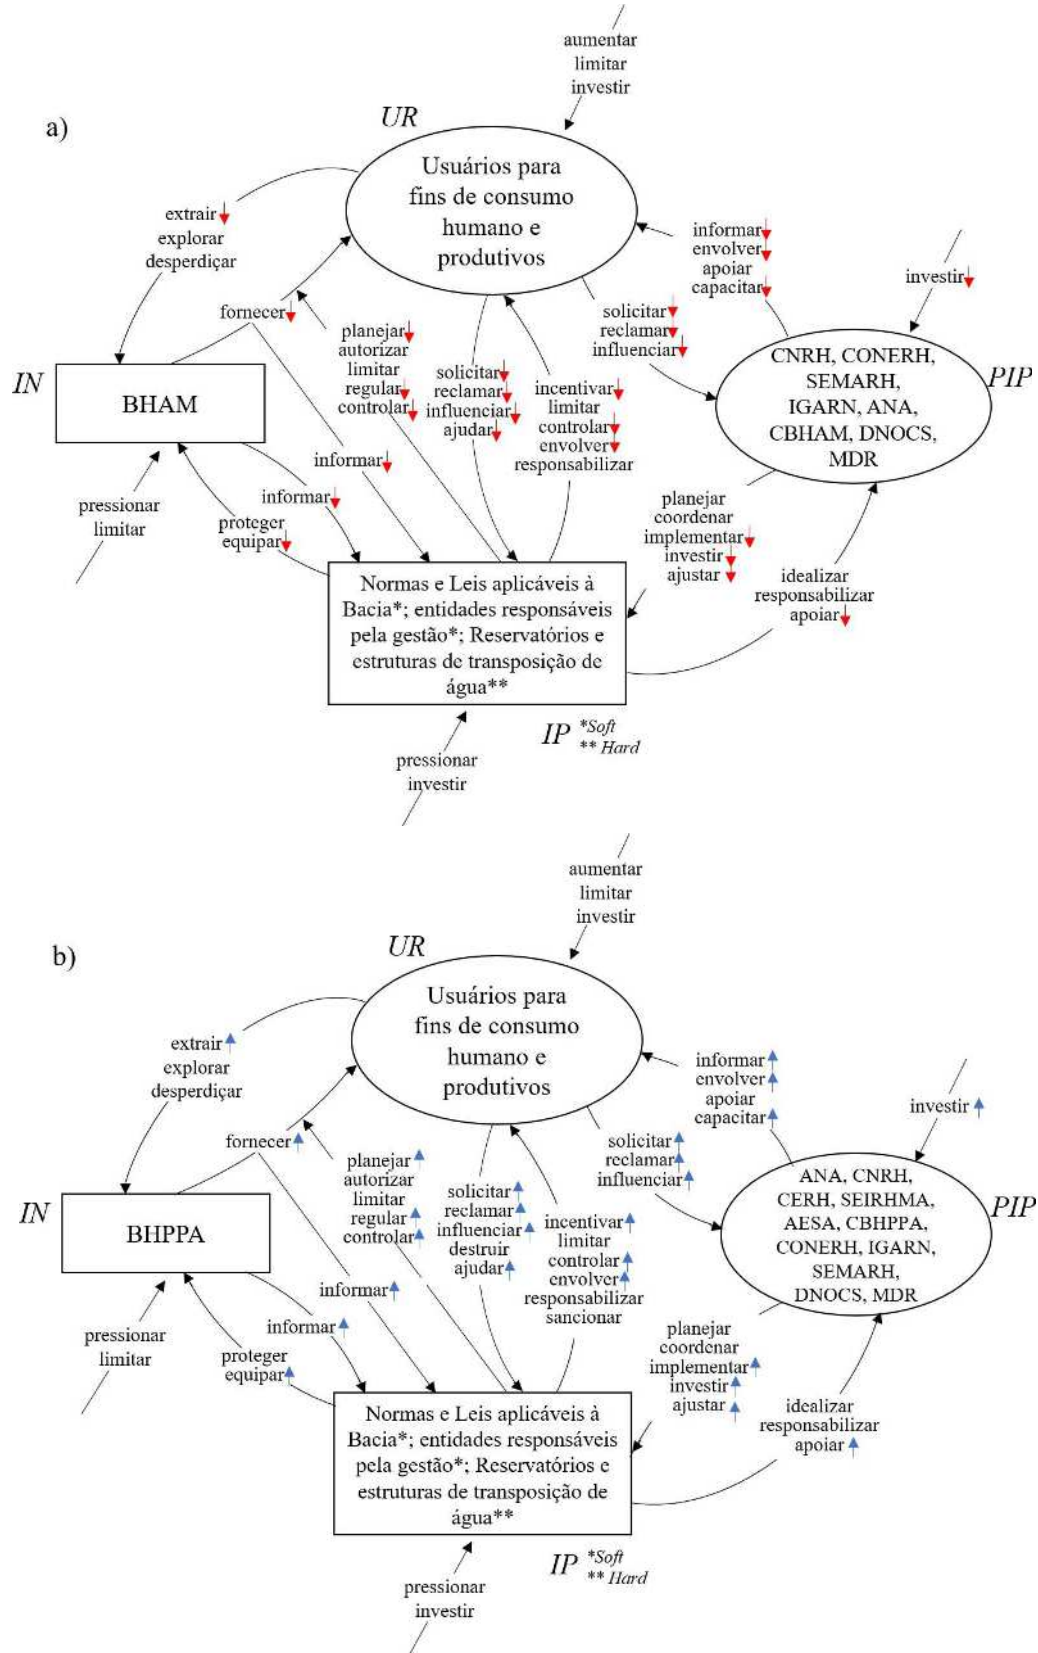 aumentar
limitar
investir
a)
UR
Usuários para
fins de consumo
humano e
produtivos
extrair
explorar
desperdiçar
informar
envolver
apoiar
capacitar
investir
fornecer
solicitar
reclamar
influenciar
planejar
autorizar
limitar
regular
controlar
solicitar
reclamar
influenciar
ajudar
incentivar
limitar
controlar
envolver
responsabilizar
IN
BHAM
CNRH, CONERH,
SEMARH,
IGARN, ANA,
CBHAM, DNOCS,
MDR
PIP
informar
informar
pressionar
limitar
proteger
equipar
planejar
coordenar
implementar
investir
ajustar
idealizar
responsabilizar
apoiar
Normas e Leis aplicáveis à
Bacia*; entidades responsáveis
pela gestão*; Reservatórios e
estruturas de transposição de
água**
IP
*Soft
** Hard
pressionar
investir
aumentar
limitar
investir
b)
UR
Usuários para
fins de consumo
humano e
produtivos
extrair
explorar
desperdiçar
informar
envolver
apoiar
capacitar
investir
fornecer
solicitar
reclamar
influenciar
planejar
autorizar
limitar
regular
controlar
solicitar
reclamar
influenciar
destruir
ajudar
incentivar
limitar
controlar
envolver
responsabilizar
sancionar
IN
BHPPA
ANA, CNRH,
CERH, SEIRHMA,
AESA, CBHPPA,
CONERH, IGARN,
SEMARH,
DNOCS, MDR
PIP
informar
informar
pressionar
limitar
proteger
equipar
planejar
coordenar
implementar
investir
ajustar
idealizar
responsabilizar
apoiar
Normas e Leis aplicáveis à
Bacia*; entidades responsáveis
pela gestão*; Reservatórios e
estruturas de transposição de
água**
IP
*Soft
** Hard
pressionar
investir